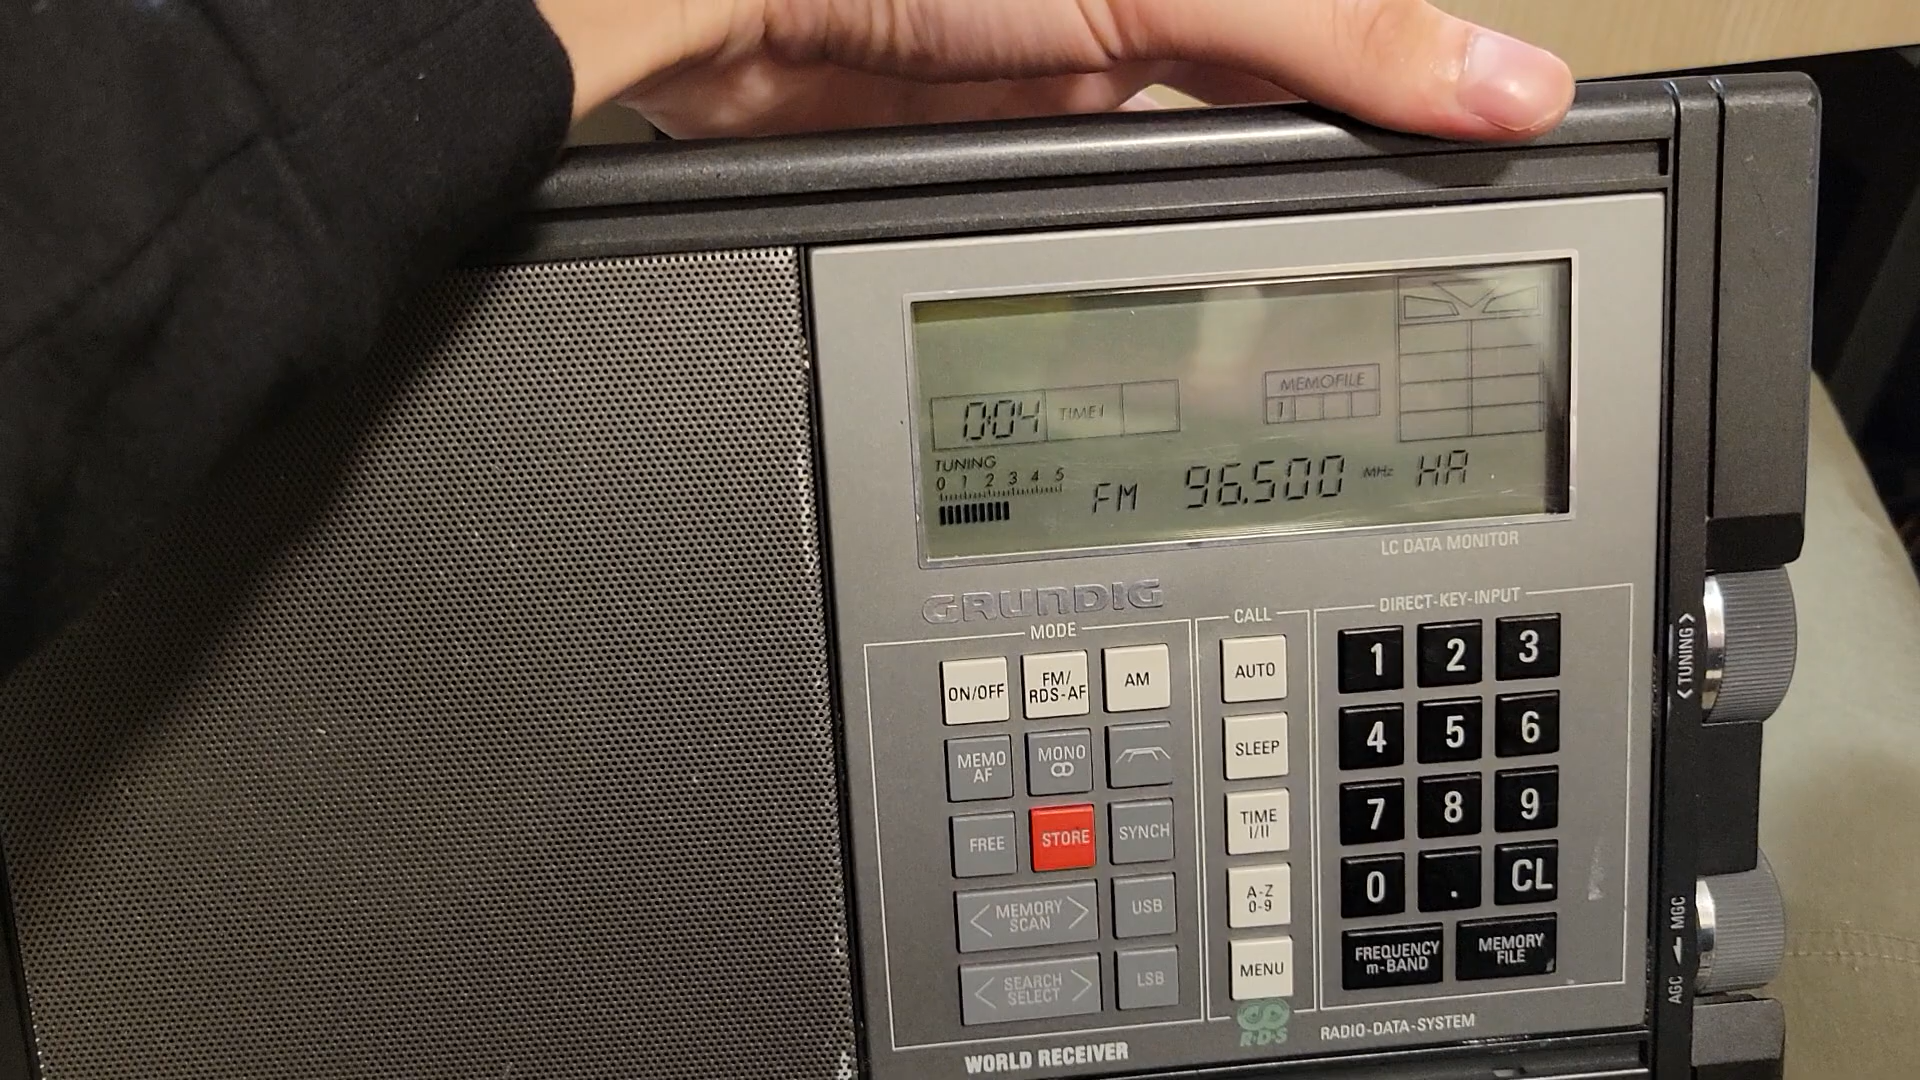 MEMOFILE
0:04 TIME I 1
TUNING
0 1 2 3 4 5
FM 96.500 MHz HA
LC DATA MONITOR
GRUNDIG
MODE
CALL
DIRECT-KEY-INPUT
ON/OFF
FM/
RDS-AF
AM
AUTO
1 2 3
MEMO
AF
MONO
SLEEP
4 5 6
FREE
STORE
SYNCH
TIME
I/II
7 8 9
< MEMORY
SCAN >
USB
A-Z
0-9
0 . CL
< SEARCH
SELECT >
LSB
MENU
FREQUENCY
m-BAND
MEMORY
FILE
R·D·S
RADIO-DATA-SYSTEM
WORLD RECEIVER
< TUNING >
AGC MGC